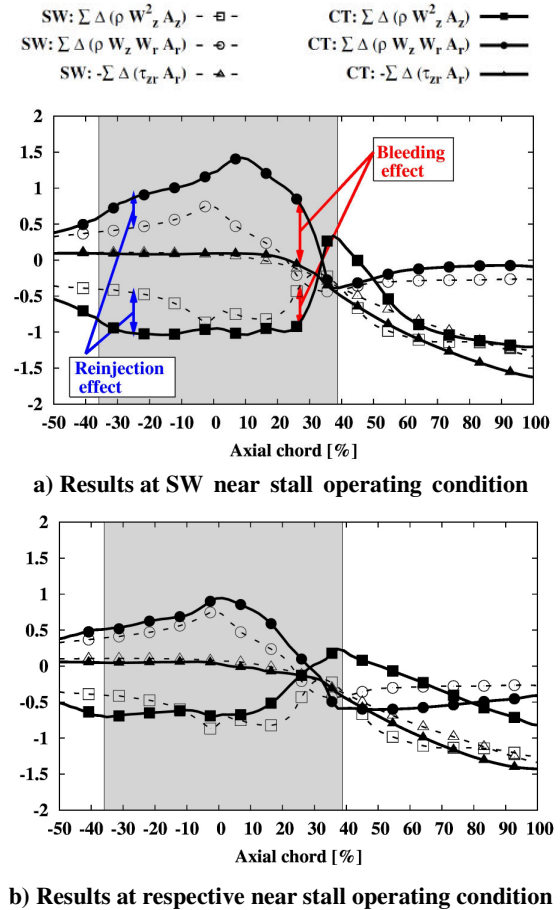 SW: ∑ Δ (ρ W²z Az) CT: ∑ Δ (ρ W²z Az)
SW: ∑ Δ (ρ Wz Wr Ar) CT: ∑ Δ (ρ Wz Wr Ar)
SW: -∑ Δ (τzr Ar) CT: -∑ Δ (τzr Ar)
2
1.5
1
0.5
0
-0.5
-1
-1.5
-2
Bleeding
effect
Reinjection
effect
-50 -40 -30 -20 -10 0 10 20 30 40 50 60 70 80 90 100
Axial chord [%]
a) Results at SW near stall operating condition
2
1.5
1
0.5
0
-0.5
-1
-1.5
-2
-50 -40 -30 -20 -10 0 10 20 30 40 50 60 70 80 90 100
Axial chord [%]
b) Results at respective near stall operating condition